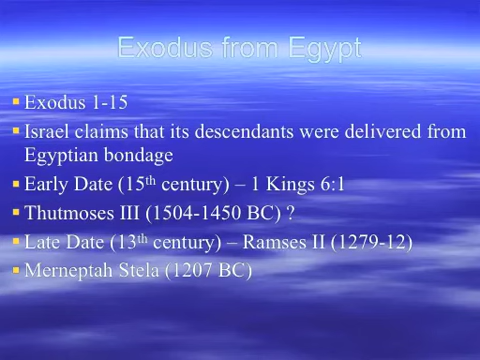 Exodus from Egypt
▪ Exodus 1-15
▪ Israel claims that its descendants were delivered from
Egyptian bondage
▪ Early Date (15th century) – 1 Kings 6:1
▪ Thutmoses III (1504-1450 BC) ?
▪ Late Date (13th century) – Ramses II (1279-12)
▪ Merneptah Stela (1207 BC)